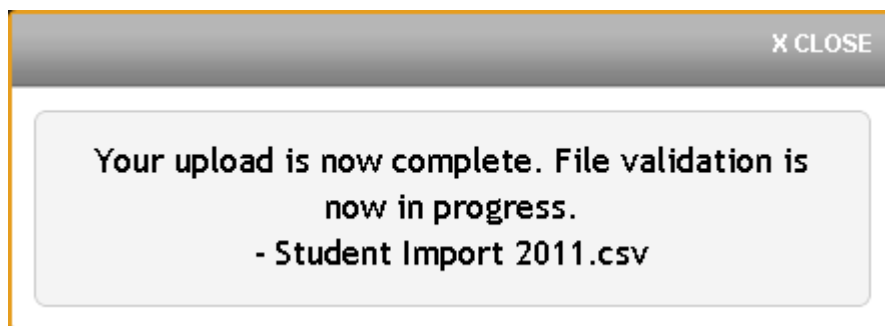 X CLOSE
Your upload is now complete. File validation is
now in progress.
- Student Import 2011.csv